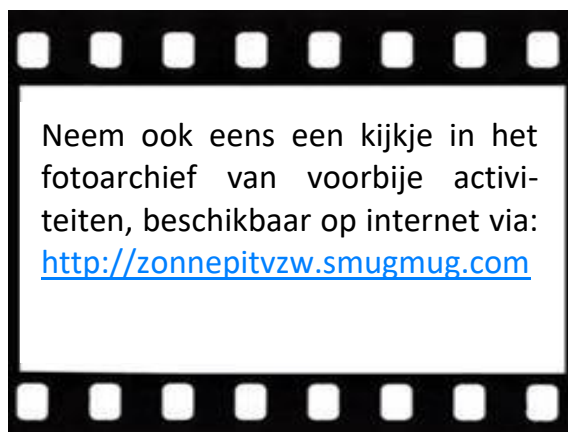 Neem ook eens een kijkje in het
fotoarchief van voorbije activi-
teiten, beschikbaar op internet via:
http://zonnepitvzw.smugmug.com